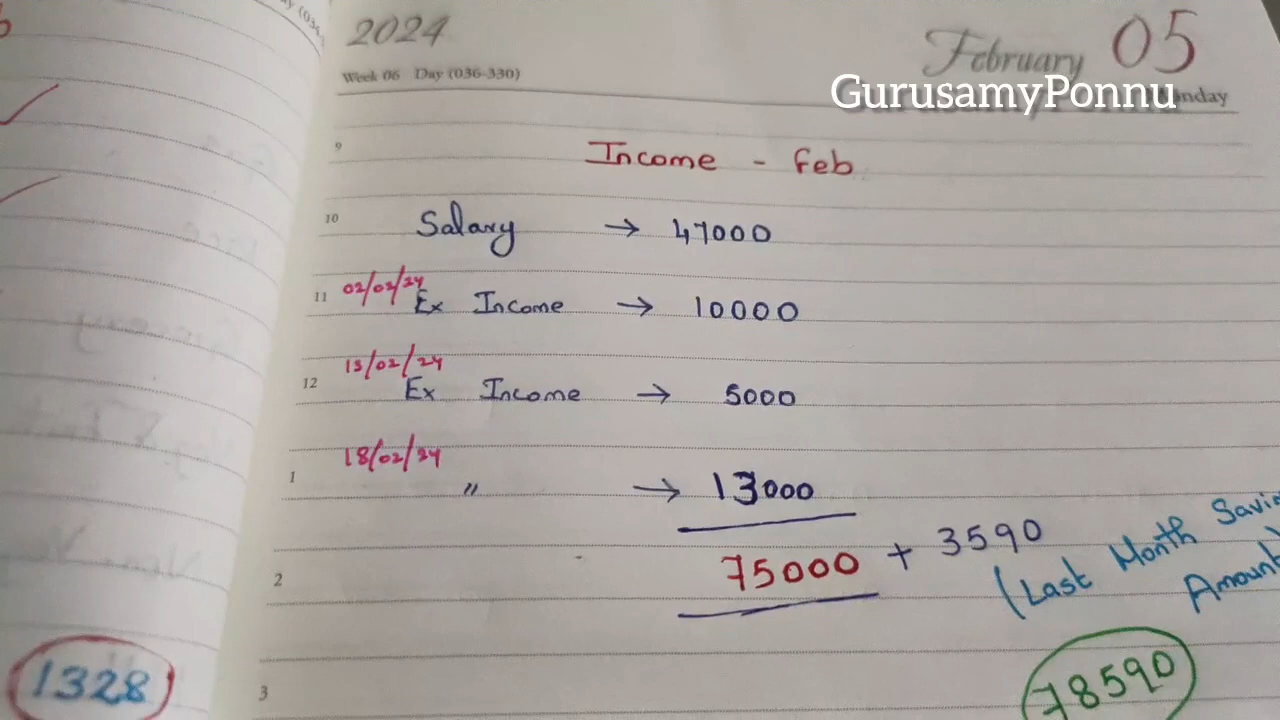 2024
Week 06 Day (036-330)
February 05
GurusamyPonnu
9
Income - Feb
10
Salary → 47000
02/02/24
11
Ex Income → 10000
13/02/24
12
Ex Income → 5000
18/02/24
1
" → 13000
75000 + 3590
2
(Last Month Savin
Amount
3
78590
1328